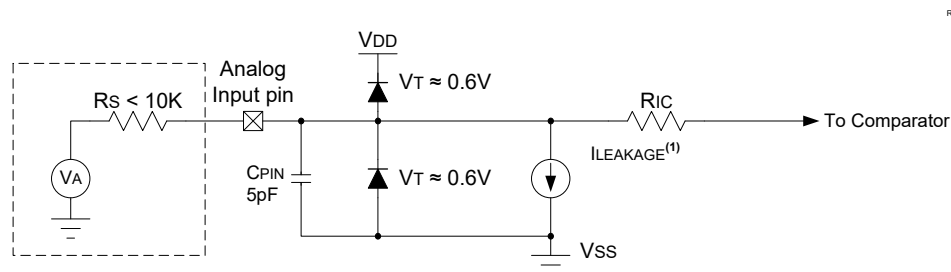 R
VDD
Analog
Input pin
RS < 10K
VT ≈ 0.6V
RIC
To Comparator
ILEAKAGE(1)
CPIN
5pF
VT ≈ 0.6V
VA
VSS